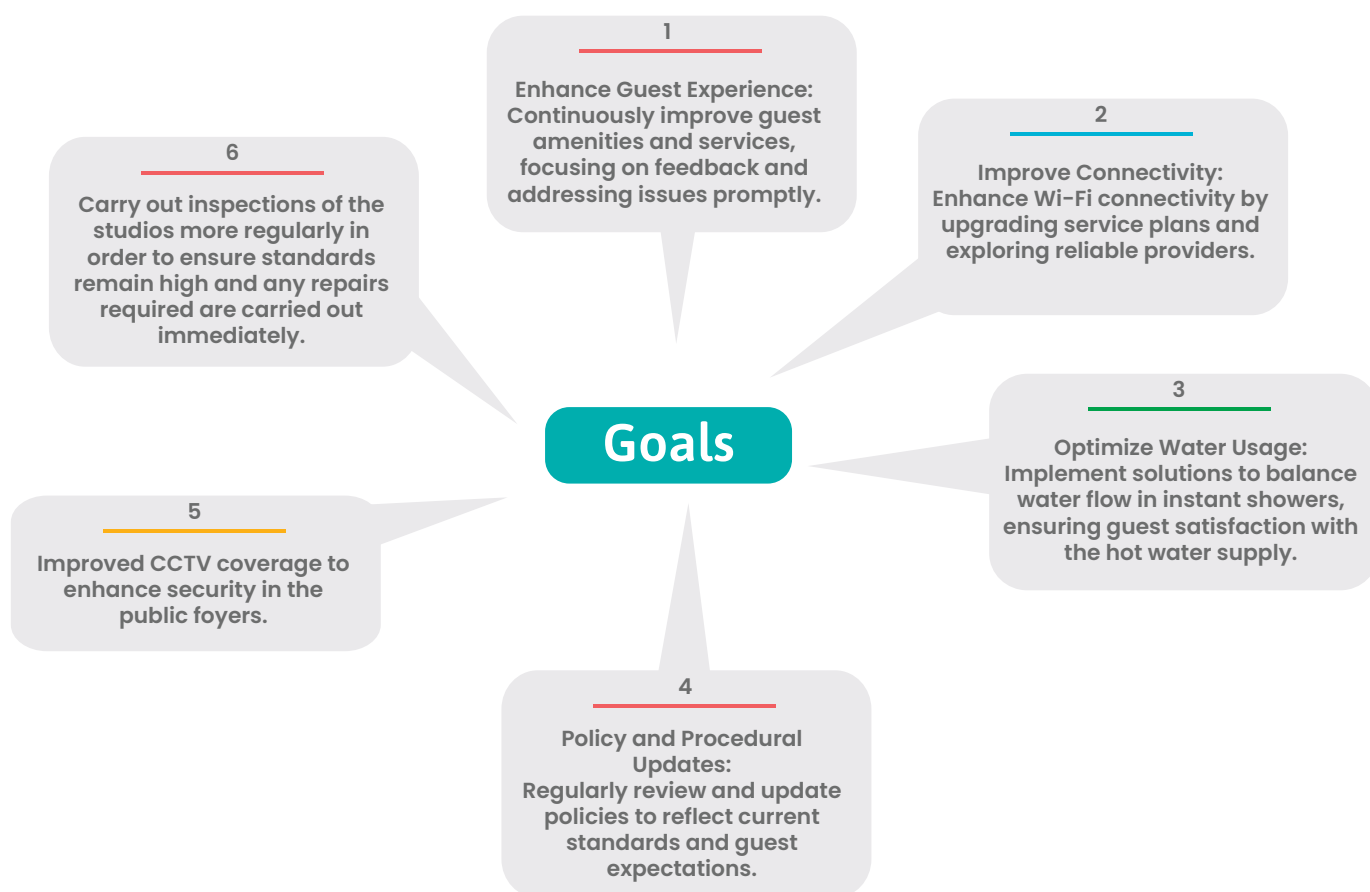 1
Enhance Guest Experience:
Continuously improve guest
amenities and services,
focusing on feedback and
addressing issues promptly.
2
Improve Connectivity:
Enhance Wi-Fi connectivity by
upgrading service plans and
exploring reliable providers.
6
Carry out inspections of the
studios more regularly in
order to ensure standards
remain high and any repairs
required are carried out
immediately.
Goals
3
Optimize Water Usage:
Implement solutions to balance
water flow in instant showers,
ensuring guest satisfaction with
the hot water supply.
5
Improved CCTV coverage to
enhance security in the
public foyers.
4
Policy and Procedural
Updates:
Regularly review and update
policies to reflect current
standards and guest
expectations.